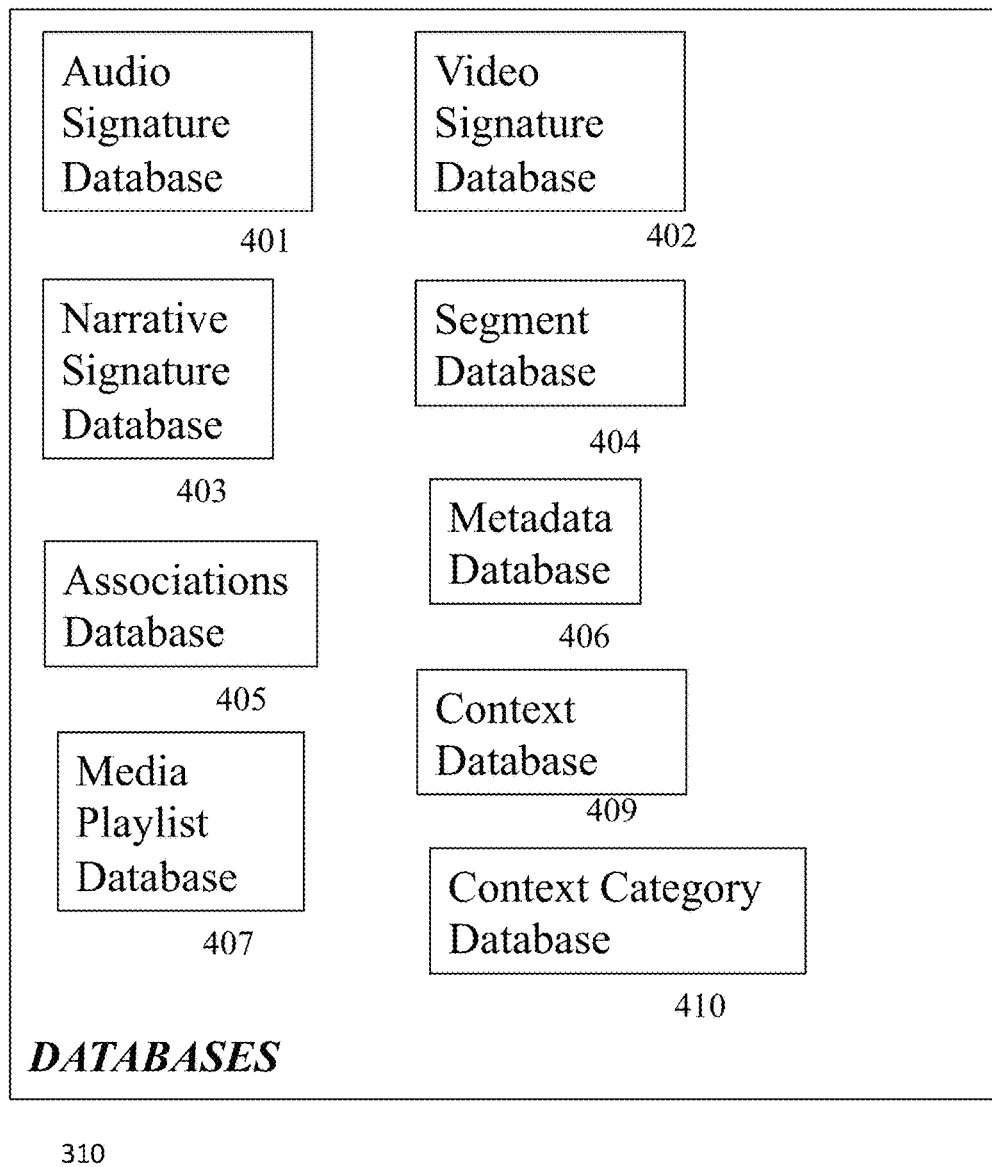 Audio
Signature
Database
401
Video
Signature
Database
402
Narrative
Signature
Database
403
Segment
Database
404
Associations
Database
405
Metadata
Database
406
Media
Playlist
Database
407
Context
Database
409
Context Category
Database
410
DATABASES
310